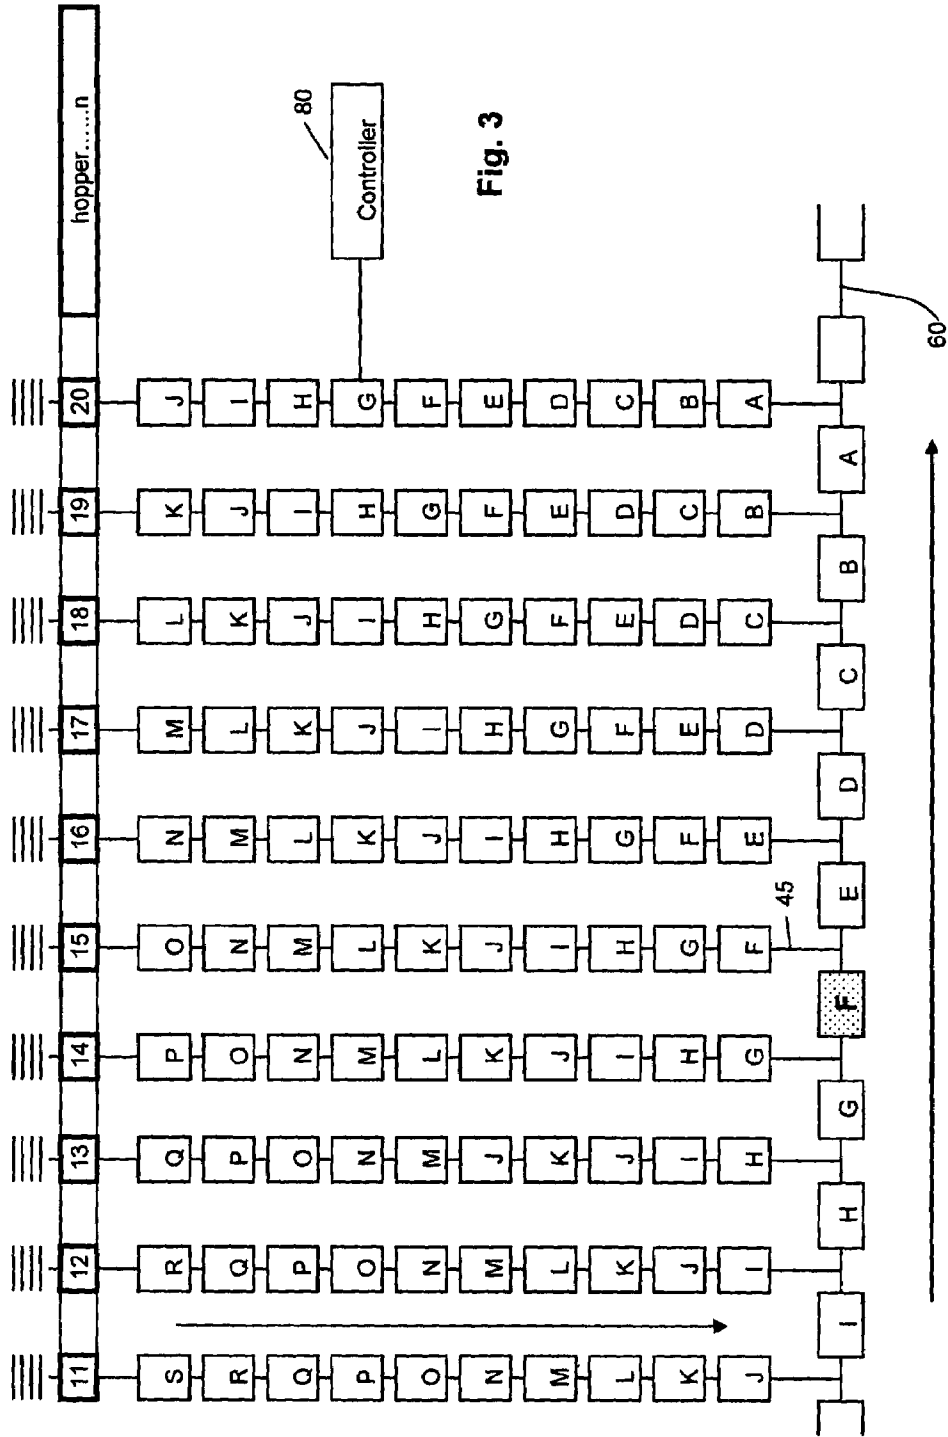 11 12 13 14 15 16 17 18 19 20 hopper......n
S R Q P O N M L K J
R Q P O N M L K J I
Q P O N M L K J I H
80
P O N M L K J I H G
Controller
O N M L K J I H G F
N M J K J I H G F E
Fig. 3
M L K J I H G F E D
L K J I H G F E D C
K J I H G F E D C B
J I H G F E D C B A
45
I H G F E D C B A
60